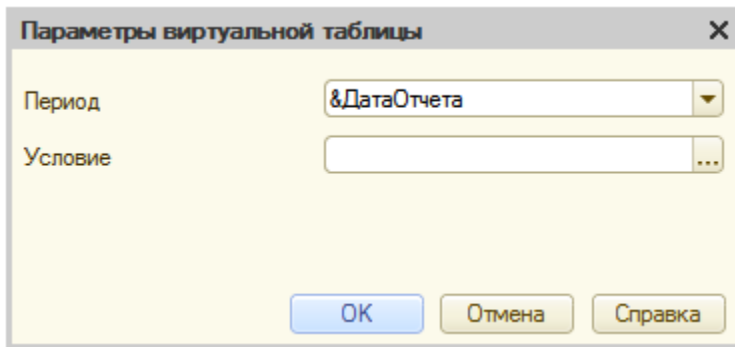 Параметры виртуальной таблицы
Период &ДатаОтчета
Условие ...
OK Отмена Справка